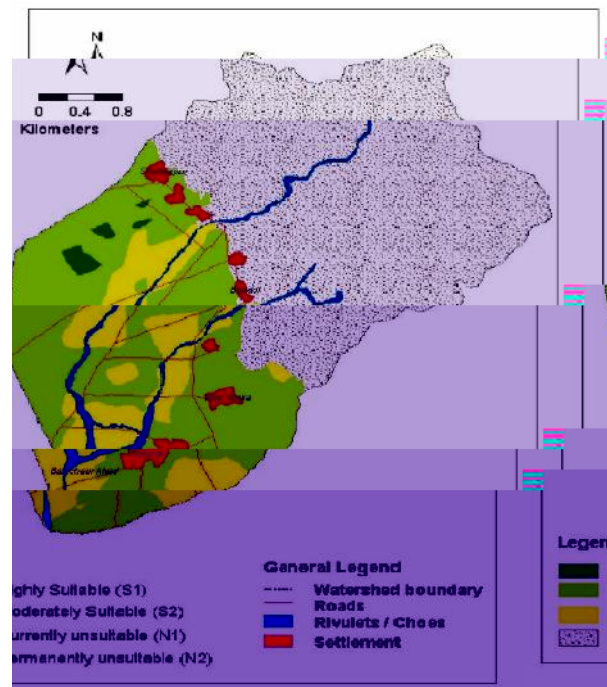 N
0 0.4 0.8
Kilometers
General Legend
Watershed boundary
Roads
Rivulets / Choes
Settlement
ighly Suitable (S1)
oderately Suitable (S2)
urrently unsuitable (N1)
ermanently unsuitable (N2)
Legen